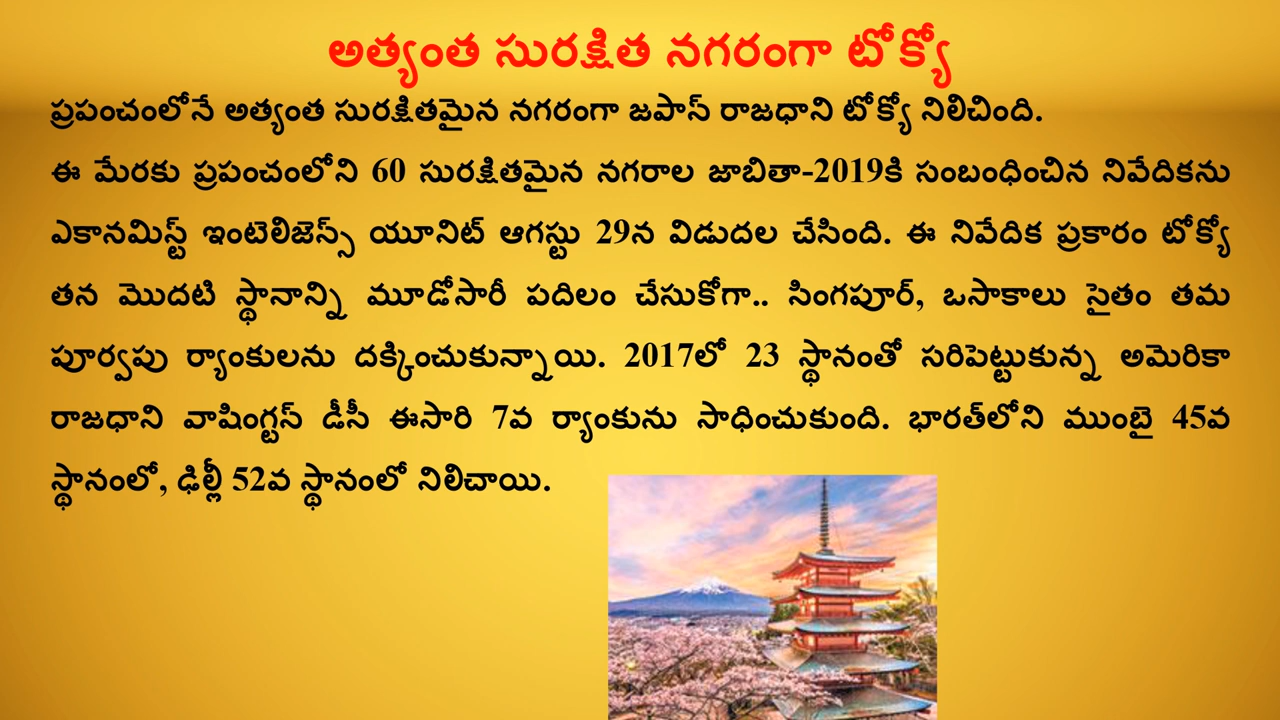 అత్యంత సురక్షిత నగరంగా టోక్యో
ప్రపంచంలోనే అత్యంత సురక్షితమైన నగరంగా జపాన్ రాజధాని టోక్యో నిలిచింది.
ఈ మేరకు ప్రపంచంలోని 60 సురక్షితమైన నగరాల జాబితా-2019కి సంబంధించిన నివేదికను
ఎకానమిస్ట్ ఇంటెలిజెన్స్ యూనిట్ ఆగస్టు 29న విడుదల చేసింది. ఈ నివేదిక ప్రకారం టోక్యో
తన మొదటి స్థానాన్ని మూడోసారీ పదిలం చేసుకోగా.. సింగపూర్, ఒసాకాలు సైతం తమ
పూర్వపు ర్యాంకులను దక్కించుకున్నాయి. 2017లో 23 స్థానంతో సరిపెట్టుకున్న అమెరికా
రాజధాని వాషింగ్టన్ డీసీ ఈసారి 7వ ర్యాంకును సాధించుకుంది. భారత్‌లోని ముంబై 45వ
స్థానంలో, ఢిల్లీ 52వ స్థానంలో నిలిచాయి.